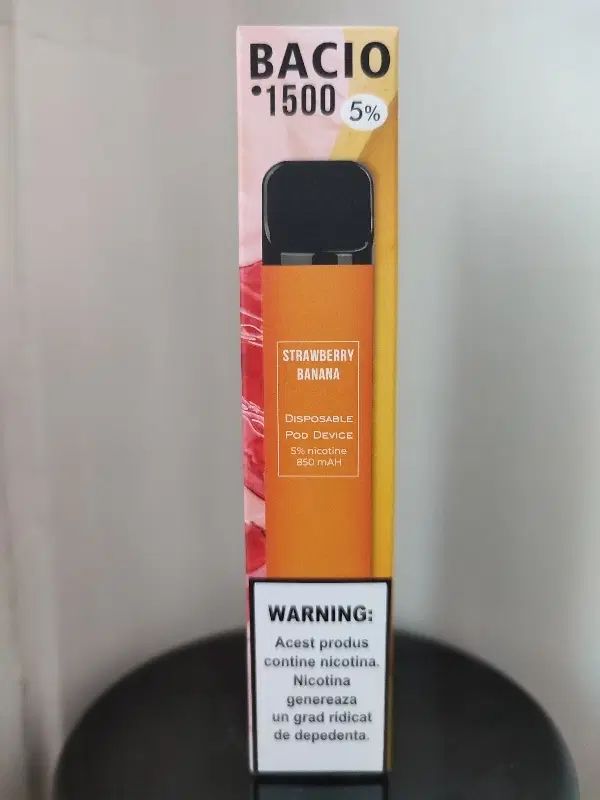 BACIO
•1500 5%
STRAWBERRY
BANANA
DISPOSABLE
POD DEVICE
5% nicotine
850 mAH
WARNING:
Acest produs
contine nicotina.
Nicotina
genereaza
un grad ridicat
de depedenta.